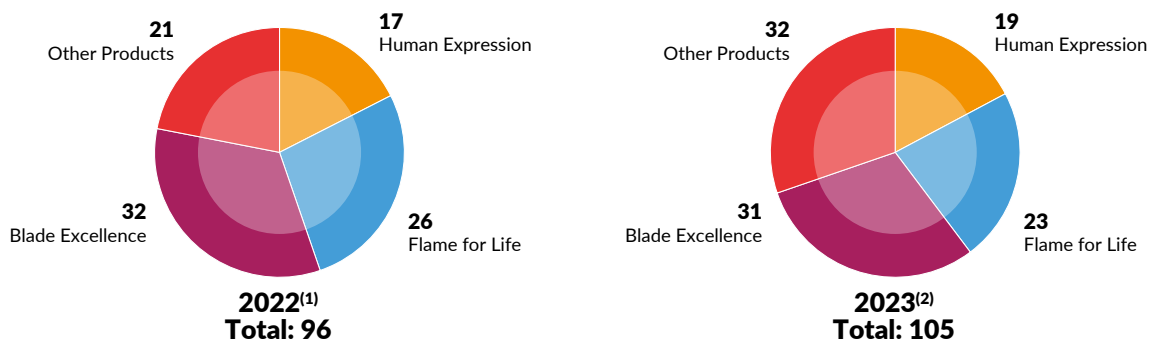 21
Other Products
17
Human Expression
32
Blade Excellence
26
Flame for Life
2022(1)
Total: 96
32
Other Products
19
Human Expression
31
Blade Excellence
23
Flame for Life
2023(2)
Total: 105